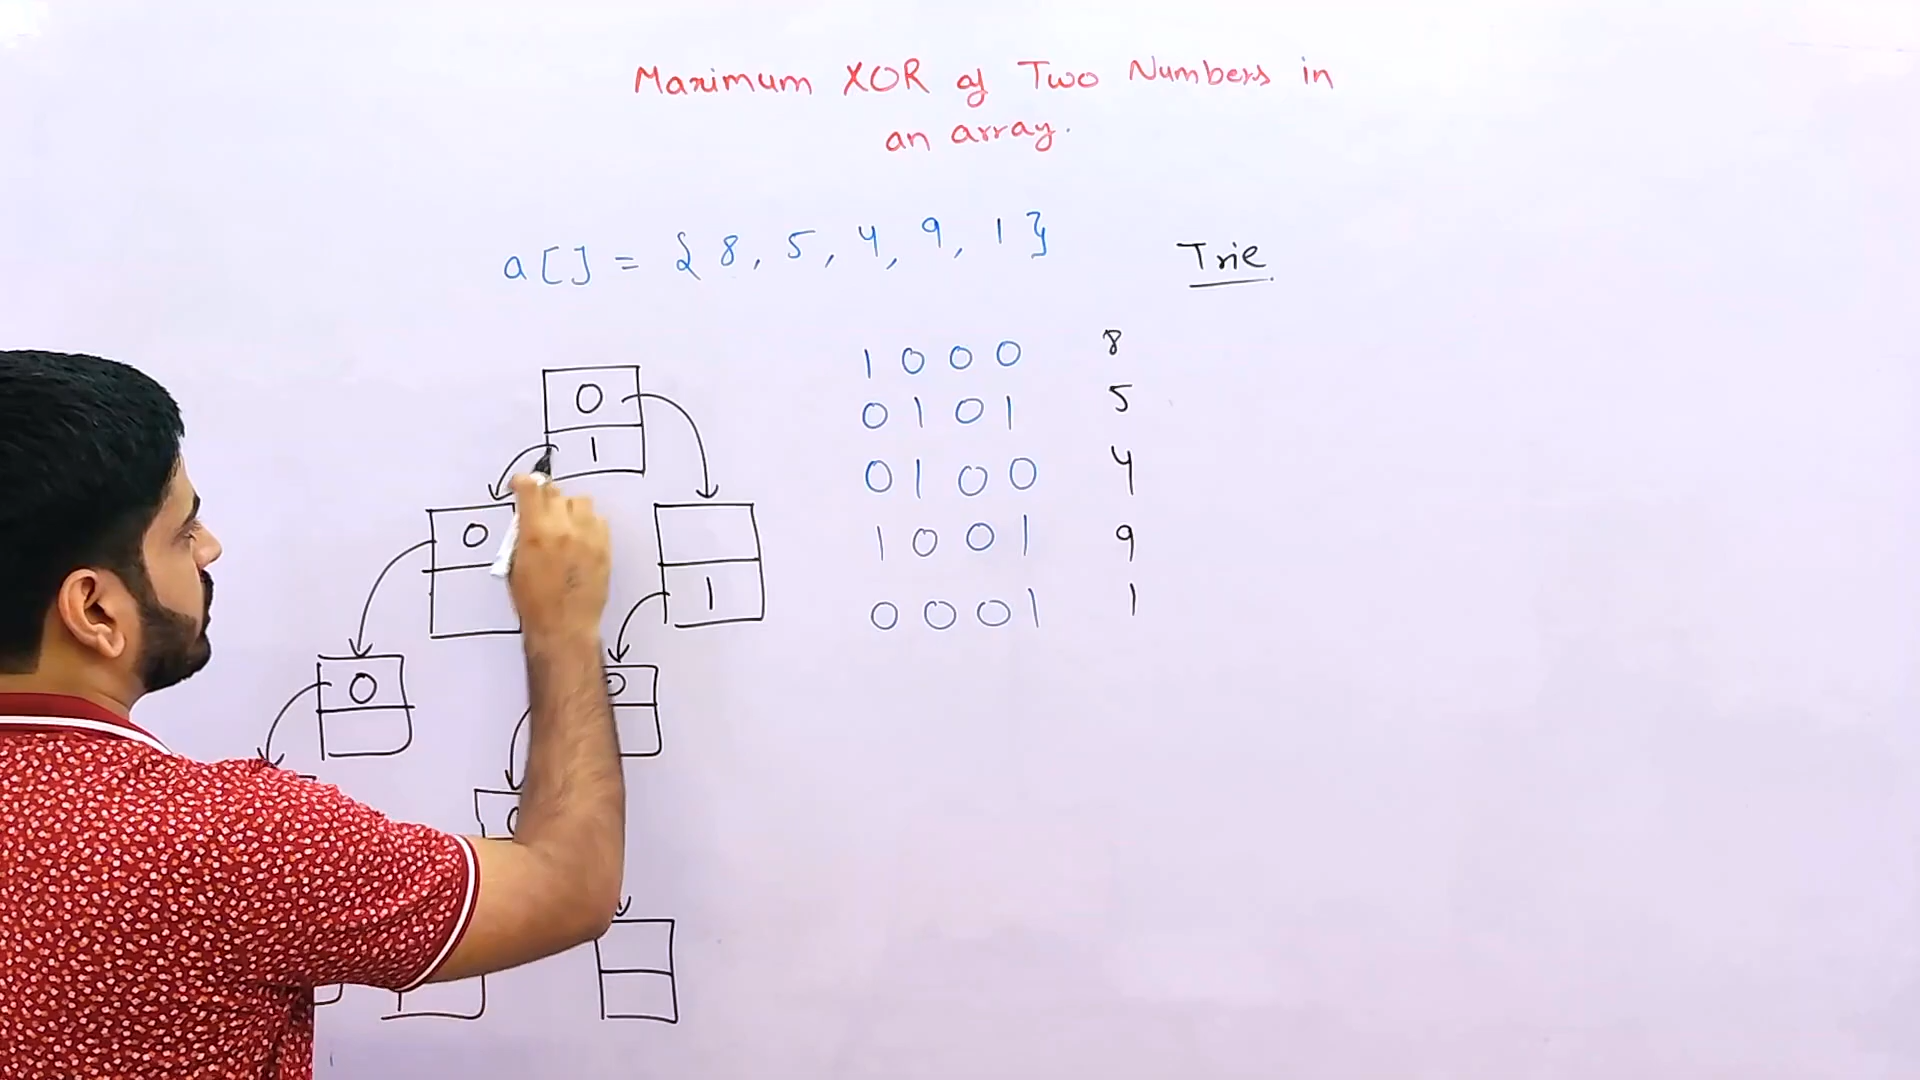 Maximum XOR of Two Numbers in
an array.
a[] = { 8, 5, 4, 9, 1 }
Trie
1 0 0 0 8
0 1 0 1 5
0 1 0 0 4
1 0 0 1 9
0 0 0 1 1
0
1
0
1
0
0